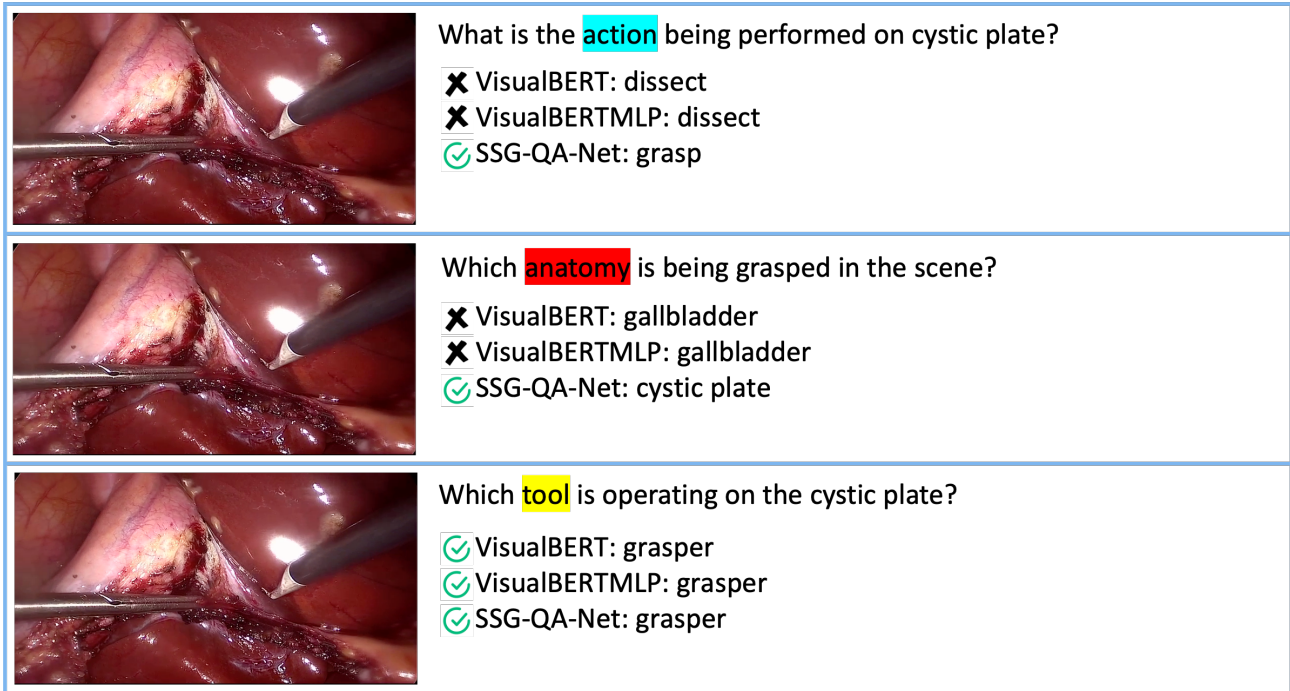 What is the action being performed on cystic plate?
VisualBERT: dissect
VisualBERTMLP: dissect
SSG-QA-Net: grasp
Which anatomy is being grasped in the scene?
VisualBERT: gallbladder
VisualBERTMLP: gallbladder
SSG-QA-Net: cystic plate
Which tool is operating on the cystic plate?
VisualBERT: grasper
VisualBERTMLP: grasper
SSG-QA-Net: grasper